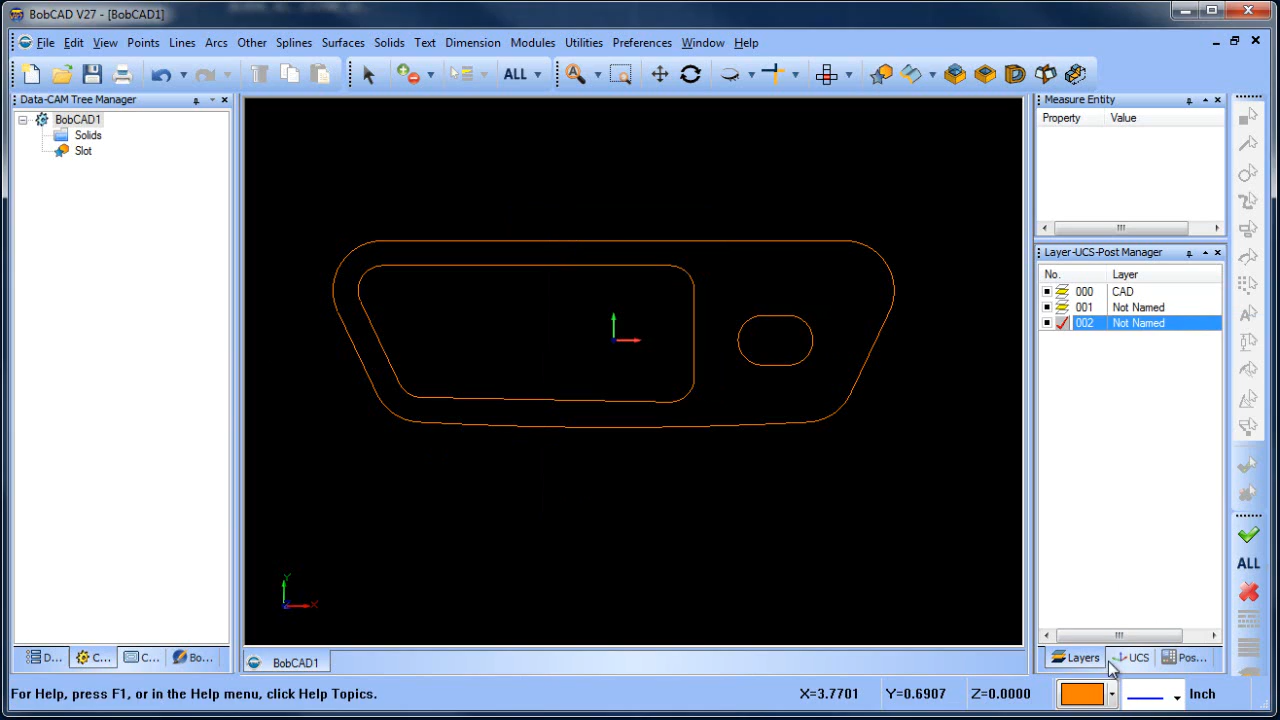 BobCAD V27 - [BobCAD1]
File Edit View Points Lines Arcs Other Splines Surfaces Solids Text Dimension Modules Utilities Preferences Window Help
ALL
Data-CAM Tree Manager
BobCAD1
Solids
Slot
Measure Entity
Property Value
Layer-UCS-Post Manager
No. Layer
000 CAD
001 Not Named
002 Not Named
ALL
Y
X
D... C... C... Bo...
BobCAD1
Layers UCS Pos...
For Help, press F1, or in the Help menu, click Help Topics.
X=3.7701 Y=0.6907 Z=0.0000 Inch